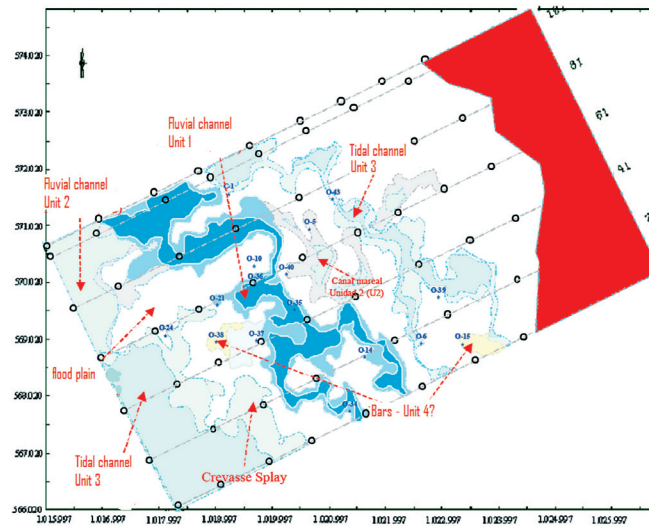 181
81
61
41
574.020
573.020
572.020
571.020
570.020
569.020
568.020
567.020
566.020
Fluvial channel
Unit 1
Tidal channel
Unit 3
Fluvial channel
Unit 2
O-1
O-43
O-5
O-10
O-36
O-40
Canal mareal
Unidad 2 (U2)
O-21
O-35
O-39
O-24
O-38
O-37
O-14
O-6
O-15
flood plain
Bars - Unit 4?
Tidal channel
Unit 3
Crevasse Splay
1.015.997
1.016.997
1.017.997
1.018.997
1.019.997
1.020.997
1.021.997
1.022.997
1.023.997
1.024.997
1.025.997